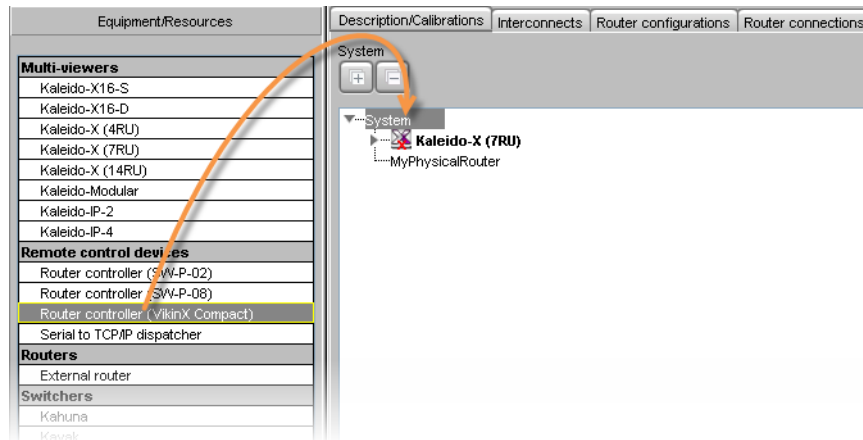 Equipment/Resources
Multi-viewers
Kaleido-X16-S
Kaleido-X16-D
Kaleido-X (4RU)
Kaleido-X (7RU)
Kaleido-X (14RU)
Kaleido-Modular
Kaleido-IP-2
Kaleido-IP-4
Remote control devices
Router controller (SW-P-02)
Router controller (SW-P-08)
Router controller (VikinX Compact)
Serial to TCP/IP dispatcher
Routers
External router
Switchers
Kahuna
Kayak
Description/Calibrations
Interconnects
Router configurations
Router connections
System
System
Kaleido-X (7RU)
MyPhysicalRouter